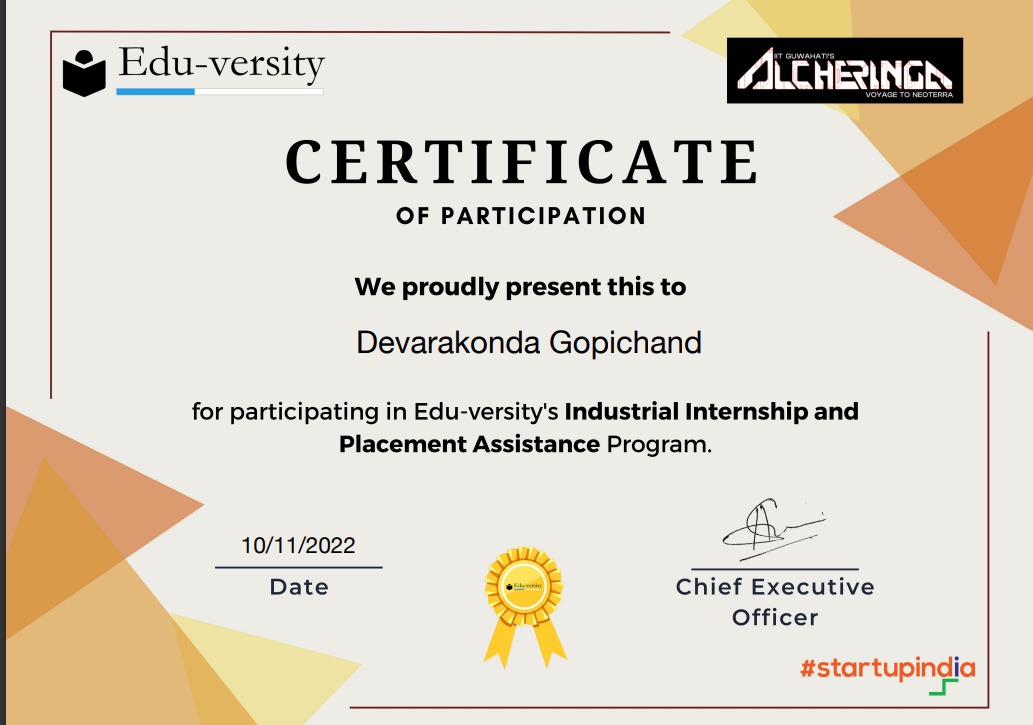 Edu-versity
IIT GUWAHATI'S
ALCHERINGA
VOYAGE TO NEOTERRA
CERTIFICATE
OF PARTICIPATION
We proudly present this to
Devarakonda Gopichand
for participating in Edu-versity's Industrial Internship and
Placement Assistance Program.
10/11/2022
Date
Edu-versity
Chief Executive
Officer
#startupindia